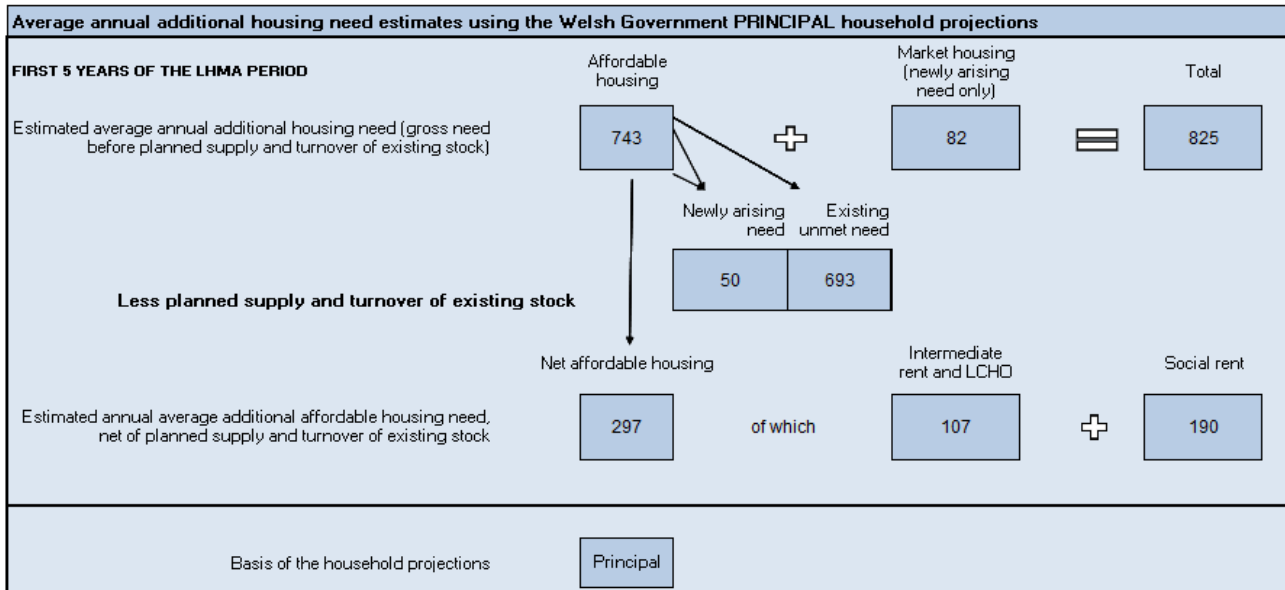 Average annual additional housing need estimates using the Welsh Government PRINCIPAL household projections
FIRST 5 YEARS OF THE LHMA PERIOD
Affordable
housing
Market housing
(newly arising
need only)
Total
Estimated average annual additional housing need (gross need
before planned supply and turnover of existing stock)
743
82
825
Newly arising
need
Existing
unmet need
50
693
Less planned supply and turnover of existing stock
Net affordable housing
Intermediate
rent and LCHO
Social rent
Estimated annual average additional affordable housing need,
net of planned supply and turnover of existing stock
297
of which
107
190
Basis of the household projections
Principal